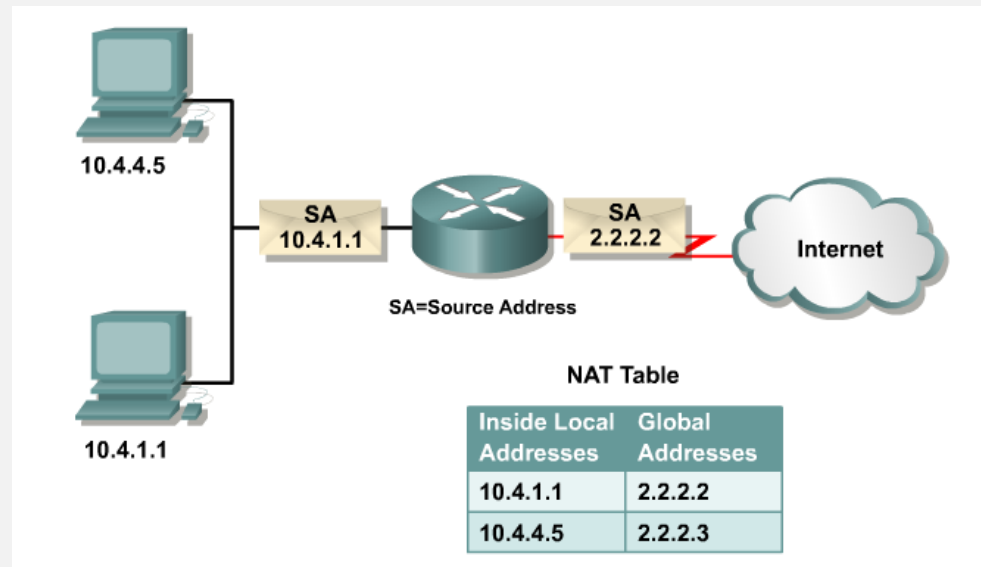 10.4.4.5
SA
10.4.1.1
SA
2.2.2.2
Internet
SA=Source Address
10.4.1.1
NAT Table
Inside Local Addresses
Global Addresses
10.4.1.1 2.2.2.2
10.4.4.5 2.2.2.3